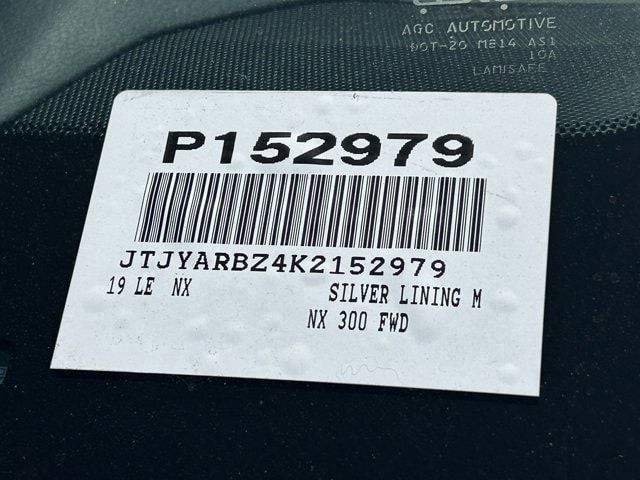 AGC AUTOMOTIVE
DOT-20 M814 AS1
LAMISAFE
P152979
JTJYARBZ4K2152979
19 LE NX SILVER LINING M
NX 300 FWD